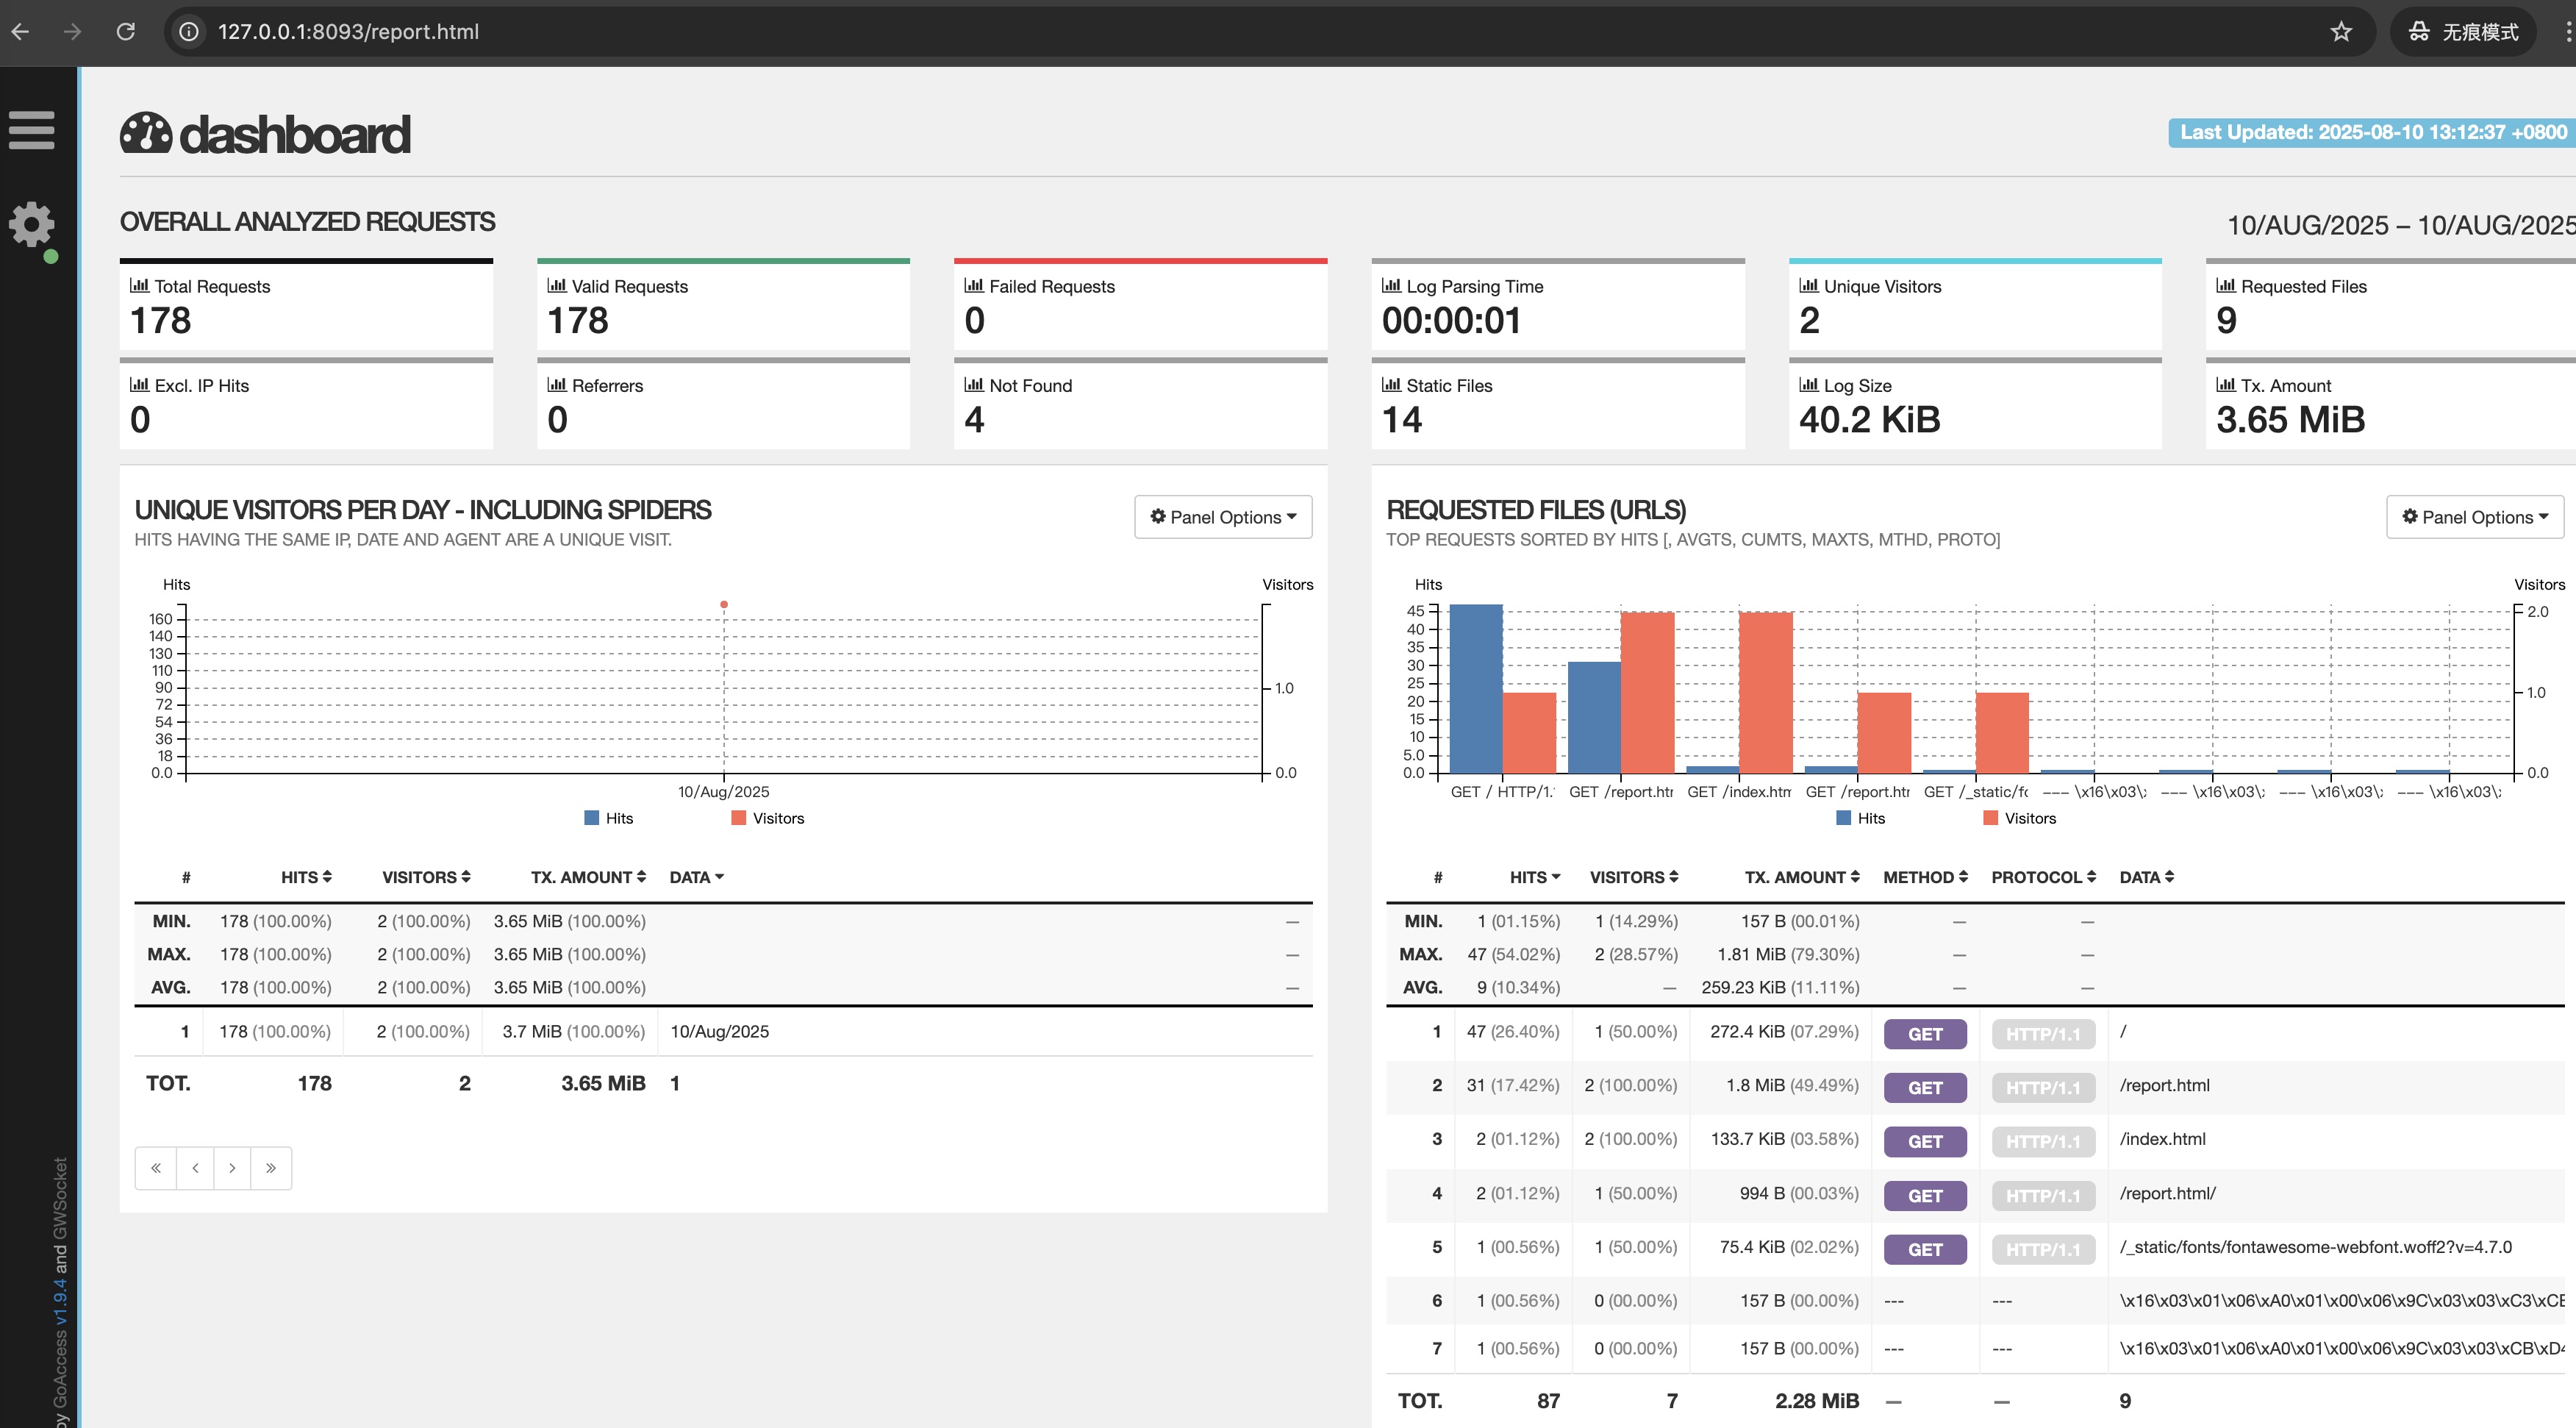 127.0.0.1:8093/report.html
无痕模式
dashboard
Last Updated: 2025-08-10 13:12:37 +0800
OVERALL ANALYZED REQUESTS
10/AUG/2025 – 10/AUG/2025
Total Requests
178
Valid Requests
178
Failed Requests
0
Log Parsing Time
00:00:01
Unique Visitors
2
Requested Files
9
Excl. IP Hits
0
Referrers
0
Not Found
4
Static Files
14
Log Size
40.2 KiB
Tx. Amount
3.65 MiB
UNIQUE VISITORS PER DAY - INCLUDING SPIDERS
Panel Options
HITS HAVING THE SAME IP, DATE AND AGENT ARE A UNIQUE VISIT.
Hits
Visitors
160
140
130
110
90
72
54
36
18
0.0
1.0
0.0
10/Aug/2025
Hits Visitors
# HITS VISITORS TX. AMOUNT DATA
MIN. 178 (100.00%) 2 (100.00%) 3.65 MiB (100.00%) —
MAX. 178 (100.00%) 2 (100.00%) 3.65 MiB (100.00%) —
AVG. 178 (100.00%) 2 (100.00%) 3.65 MiB (100.00%) —
1 178 (100.00%) 2 (100.00%) 3.7 MiB (100.00%) 10/Aug/2025
TOT. 178 2 3.65 MiB 1
« ‹ › »
REQUESTED FILES (URLS)
Panel Options
TOP REQUESTS SORTED BY HITS [, AVGTS, CUMTS, MAXTS, MTHD, PROTO]
Hits
Visitors
45
40
35
30
25
20
15
10
5.0
0.0
2.0
1.0
0.0
GET / HTTP/1. GET /report.htr GET /index.htm GET /report.htr GET /_static/fc --- \x16\x03\ --- \x16\x03\ --- \x16\x03\ --- \x16\x03\
Hits Visitors
# HITS VISITORS TX. AMOUNT METHOD PROTOCOL DATA
MIN. 1 (01.15%) 1 (14.29%) 157 B (00.01%) — —
MAX. 47 (54.02%) 2 (28.57%) 1.81 MiB (79.30%) — —
AVG. 9 (10.34%) — 259.23 KiB (11.11%) — —
1 47 (26.40%) 1 (50.00%) 272.4 KiB (07.29%) GET HTTP/1.1 /
2 31 (17.42%) 2 (100.00%) 1.8 MiB (49.49%) GET HTTP/1.1 /report.html
3 2 (01.12%) 2 (100.00%) 133.7 KiB (03.58%) GET HTTP/1.1 /index.html
4 2 (01.12%) 1 (50.00%) 994 B (00.03%) GET HTTP/1.1 /report.html/
5 1 (00.56%) 1 (50.00%) 75.4 KiB (02.02%) GET HTTP/1.1 /_static/fonts/fontawesome-webfont.woff2?v=4.7.0
6 1 (00.56%) 0 (00.00%) 157 B (00.00%) --- --- \x16\x03\x01\x06\xA0\x01\x00\x06\x9C\x03\x03\xC3\xCE
7 1 (00.56%) 0 (00.00%) 157 B (00.00%) --- --- \x16\x03\x01\x06\xA0\x01\x00\x06\x9C\x03\x03\xCB\xD4
TOT. 87 7 2.28 MiB — — 9
by GoAccess v1.9.4 and GWSocket